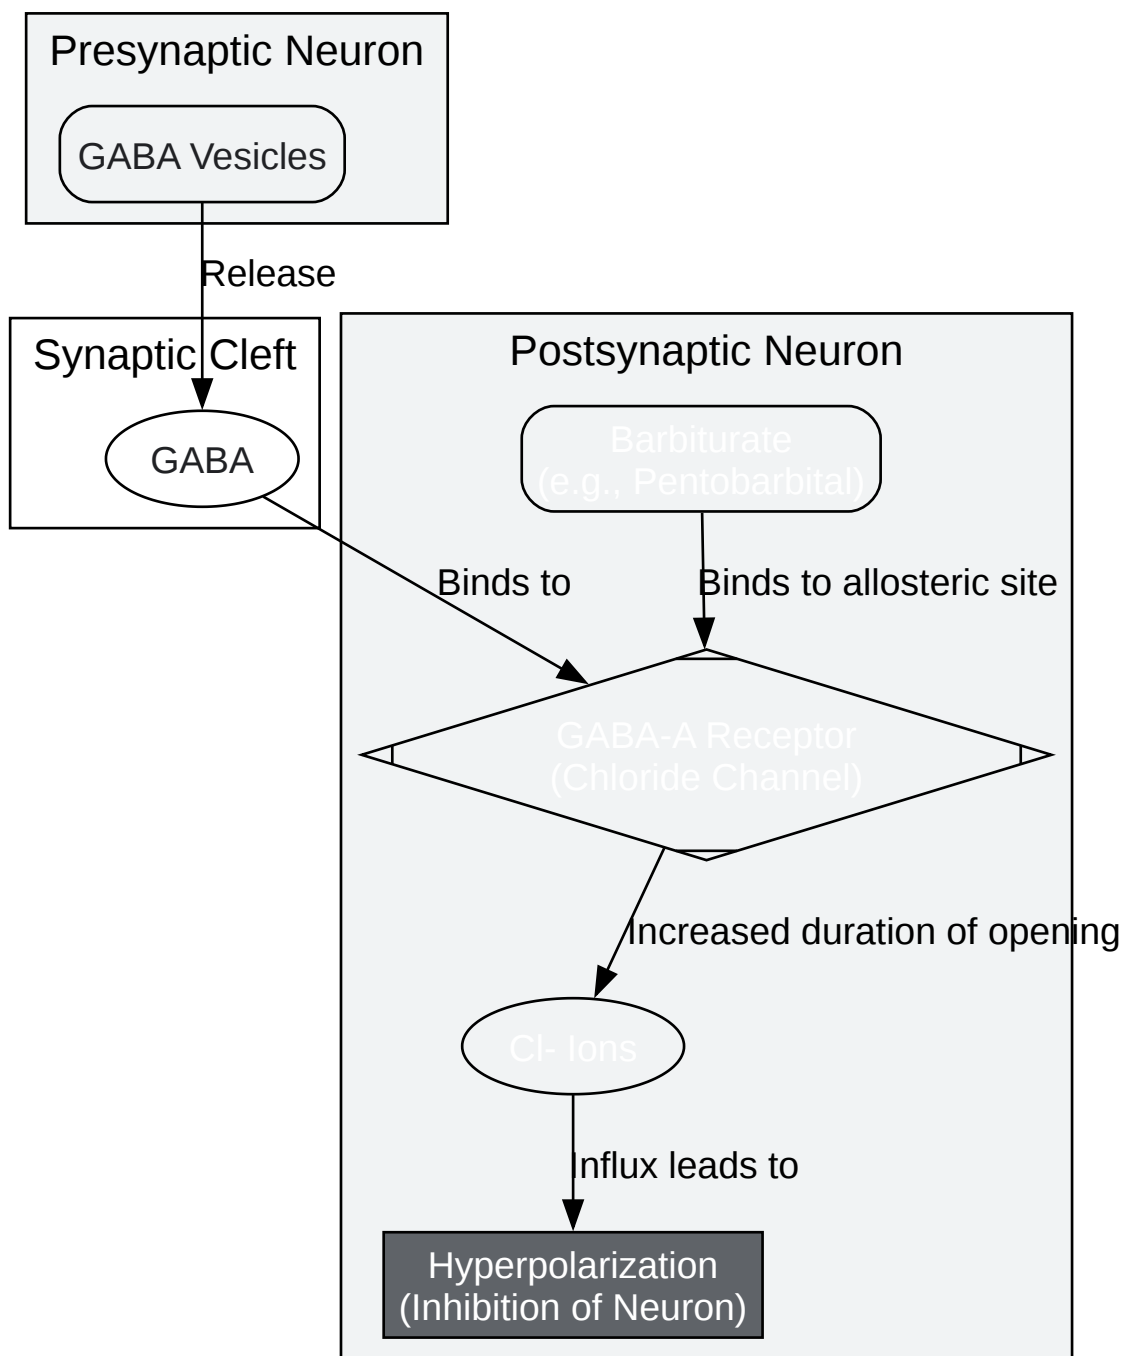 Presynaptic Neuron
GABA Vesicles
Release
Synaptic Cleft
GABA
Postsynaptic Neuron
Barbiturate
(e.g., Pentobarbital)
Binds to
Binds to allosteric site
GABA-A Receptor
(Chloride Channel)
Increased duration of opening
Cl- Ions
Influx leads to
Hyperpolarization
(Inhibition of Neuron)